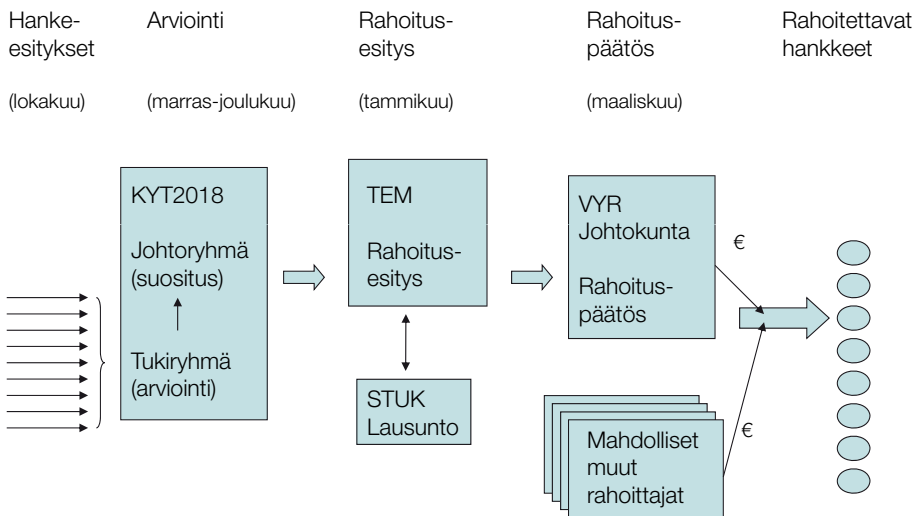 Hanke-
esitykset
(lokakuu)
Arviointi
(marras-joulukuu)
Rahoitus-
esitys
(tammikuu)
Rahoitus-
päätös
(maaliskuu)
Rahoitettavat
hankkeet
KYT2018
Johtoryhmä
(suositus)
Tukiryhmä
(arviointi)
TEM
Rahoitus-
esitys
STUK
Lausunto
VYR
Johtokunta
Rahoitus-
päätös
€
Mahdolliset
muut
rahoittajat
€